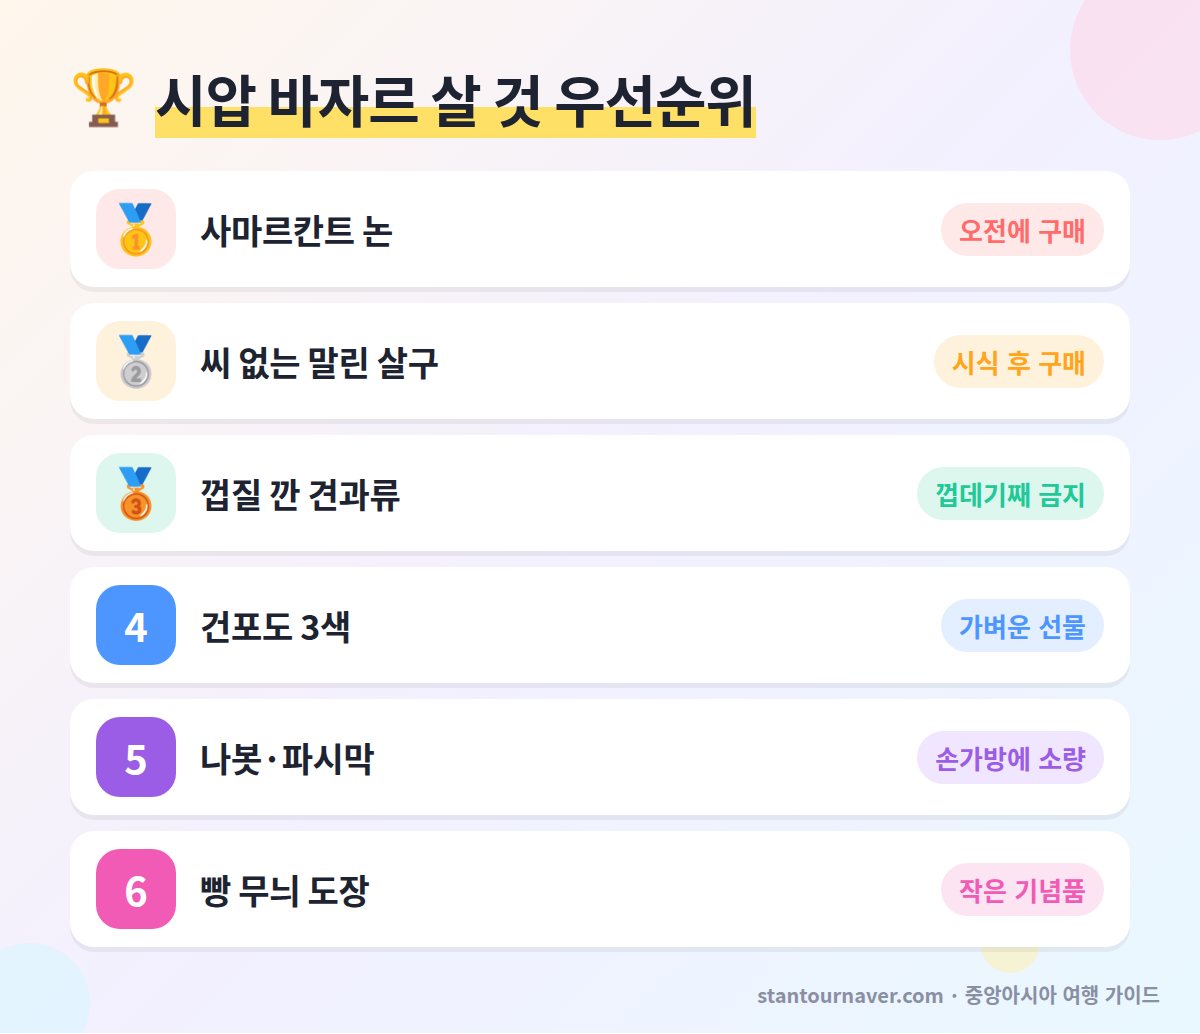 시압 바자르 살 것 우선순위
1 사마르칸트 논 오전에 구매
2 씨 없는 말린 살구 시식 후 구매
3 껍질 깐 견과류 껍데기째 금지
4 건포도 3색 가벼운 선물
5 나봇·파시막 손가방에 소량
6 빵 무늬 도장 작은 기념품
stantournaver.com · 중앙아시아 여행 가이드